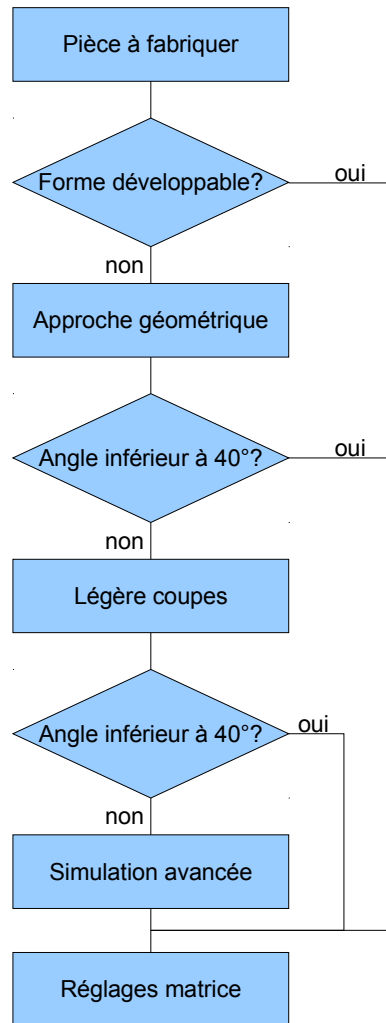 Pièce à fabriquer
Forme développable?
oui
non
Approche géométrique
Angle inférieur à 40°?
oui
non
Légère coupes
Angle inférieur à 40°?
oui
non
Simulation avancée
Réglages matrice